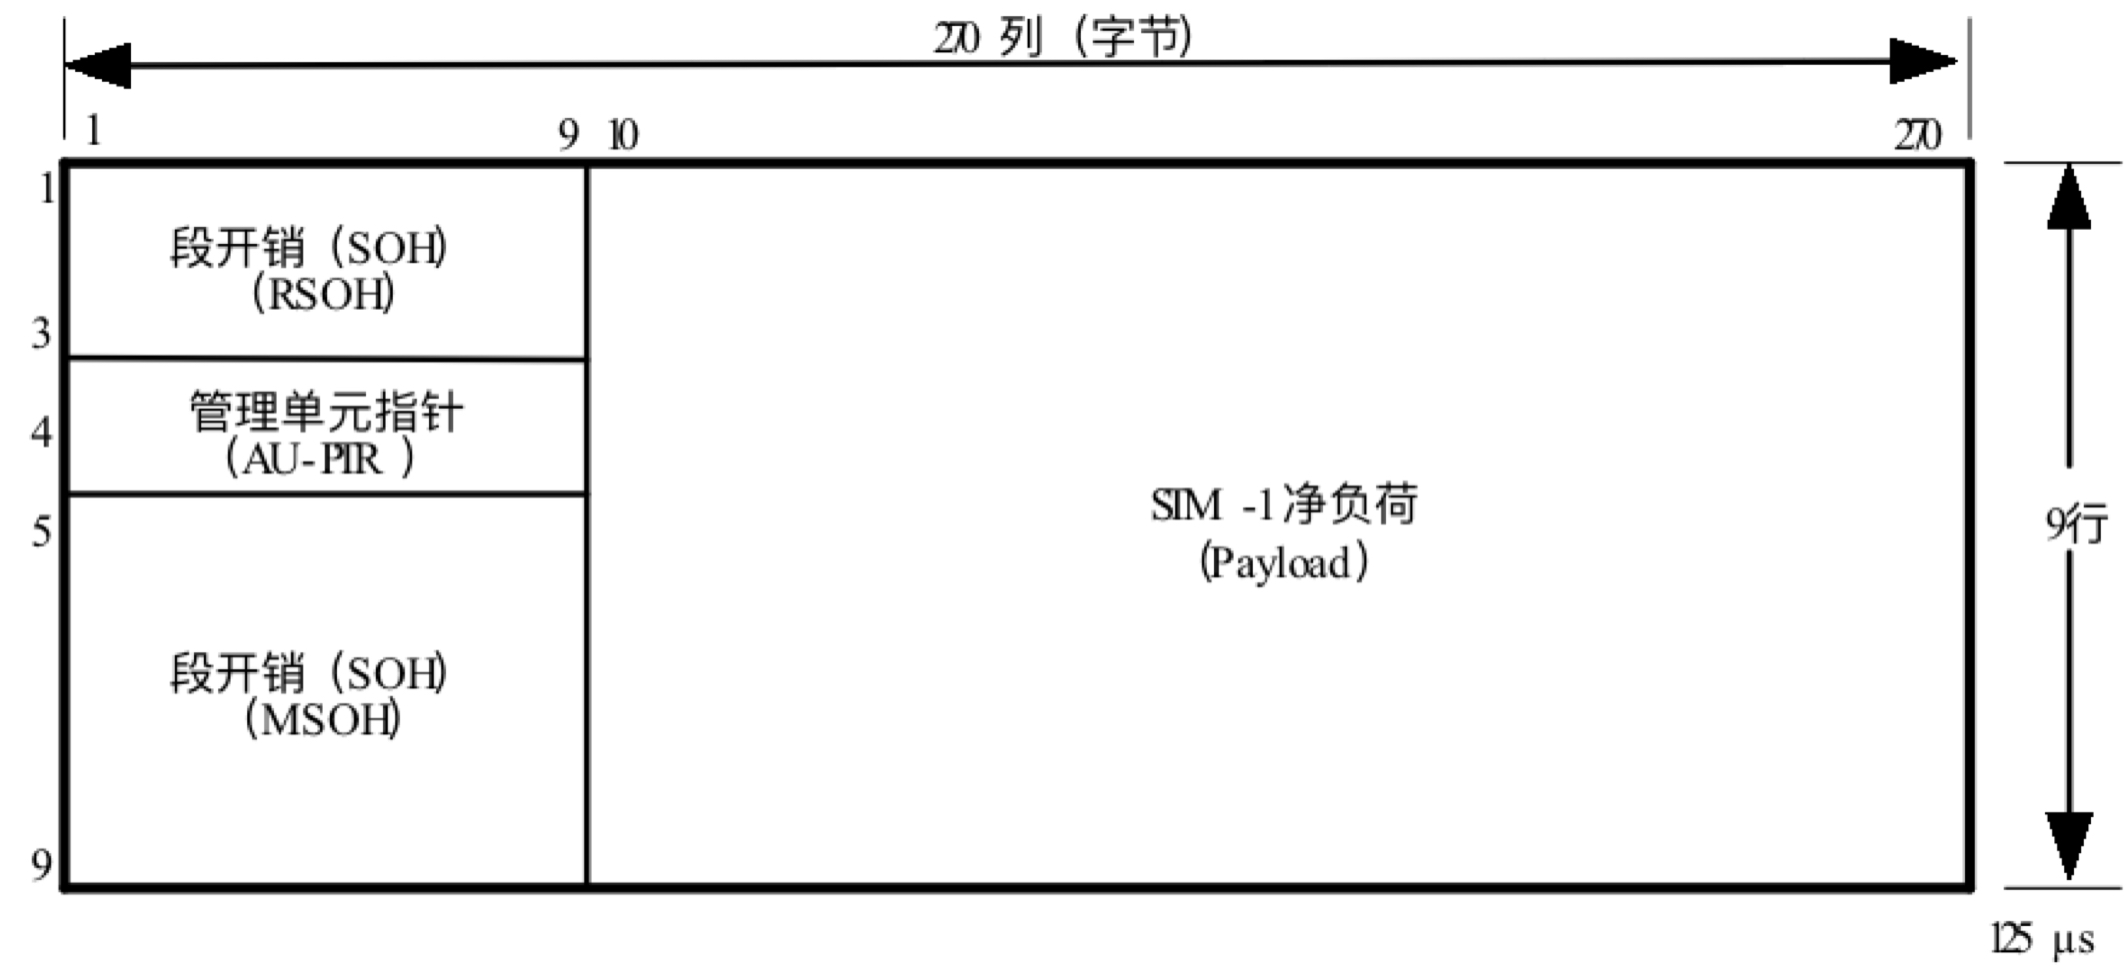 270 列 (字节)
1 9 10 270
1
段开销 (SOH)
(RSOH)
3
管理单元指针
4
(AU-PTR )
5
STM -1净负荷
(Payload)
9行
段开销 (SOH)
(MSOH)
9
125 μs